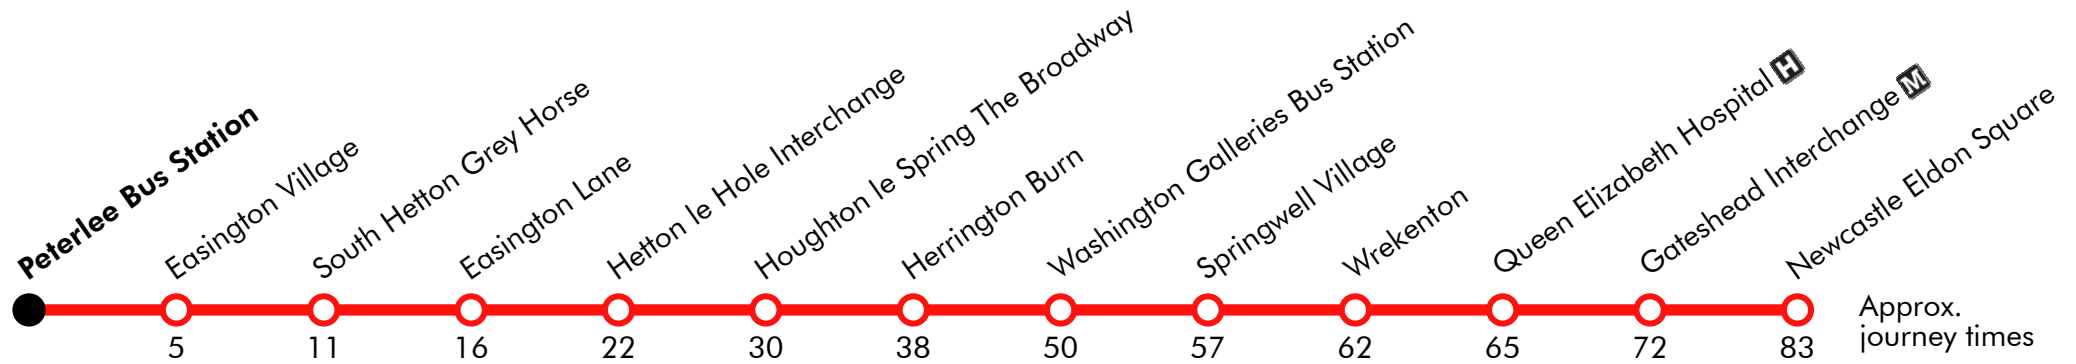 Peterlee Bus Station
Easington Village
South Hetton Grey Horse
Easington Lane
Hetton le Hole Interchange
Houghton le Spring The Broadway
Herrington Burn
Washington Galleries Bus Station
Springwell Village
Wrekenton
Queen Elizabeth Hospital H
Gateshead Interchange M
Newcastle Eldon Square
5 11 16 22 30 38 50 57 62 65 72 83
Approx.
journey times